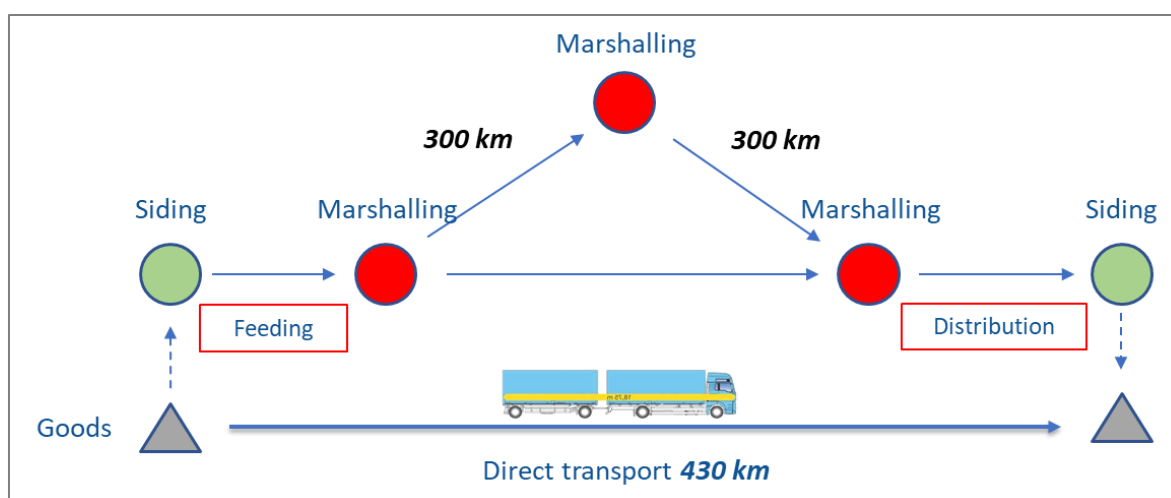 Marshalling
300 km
300 km
Siding
Marshalling
Marshalling
Siding
Feeding
Distribution
Goods
Direct transport 430 km